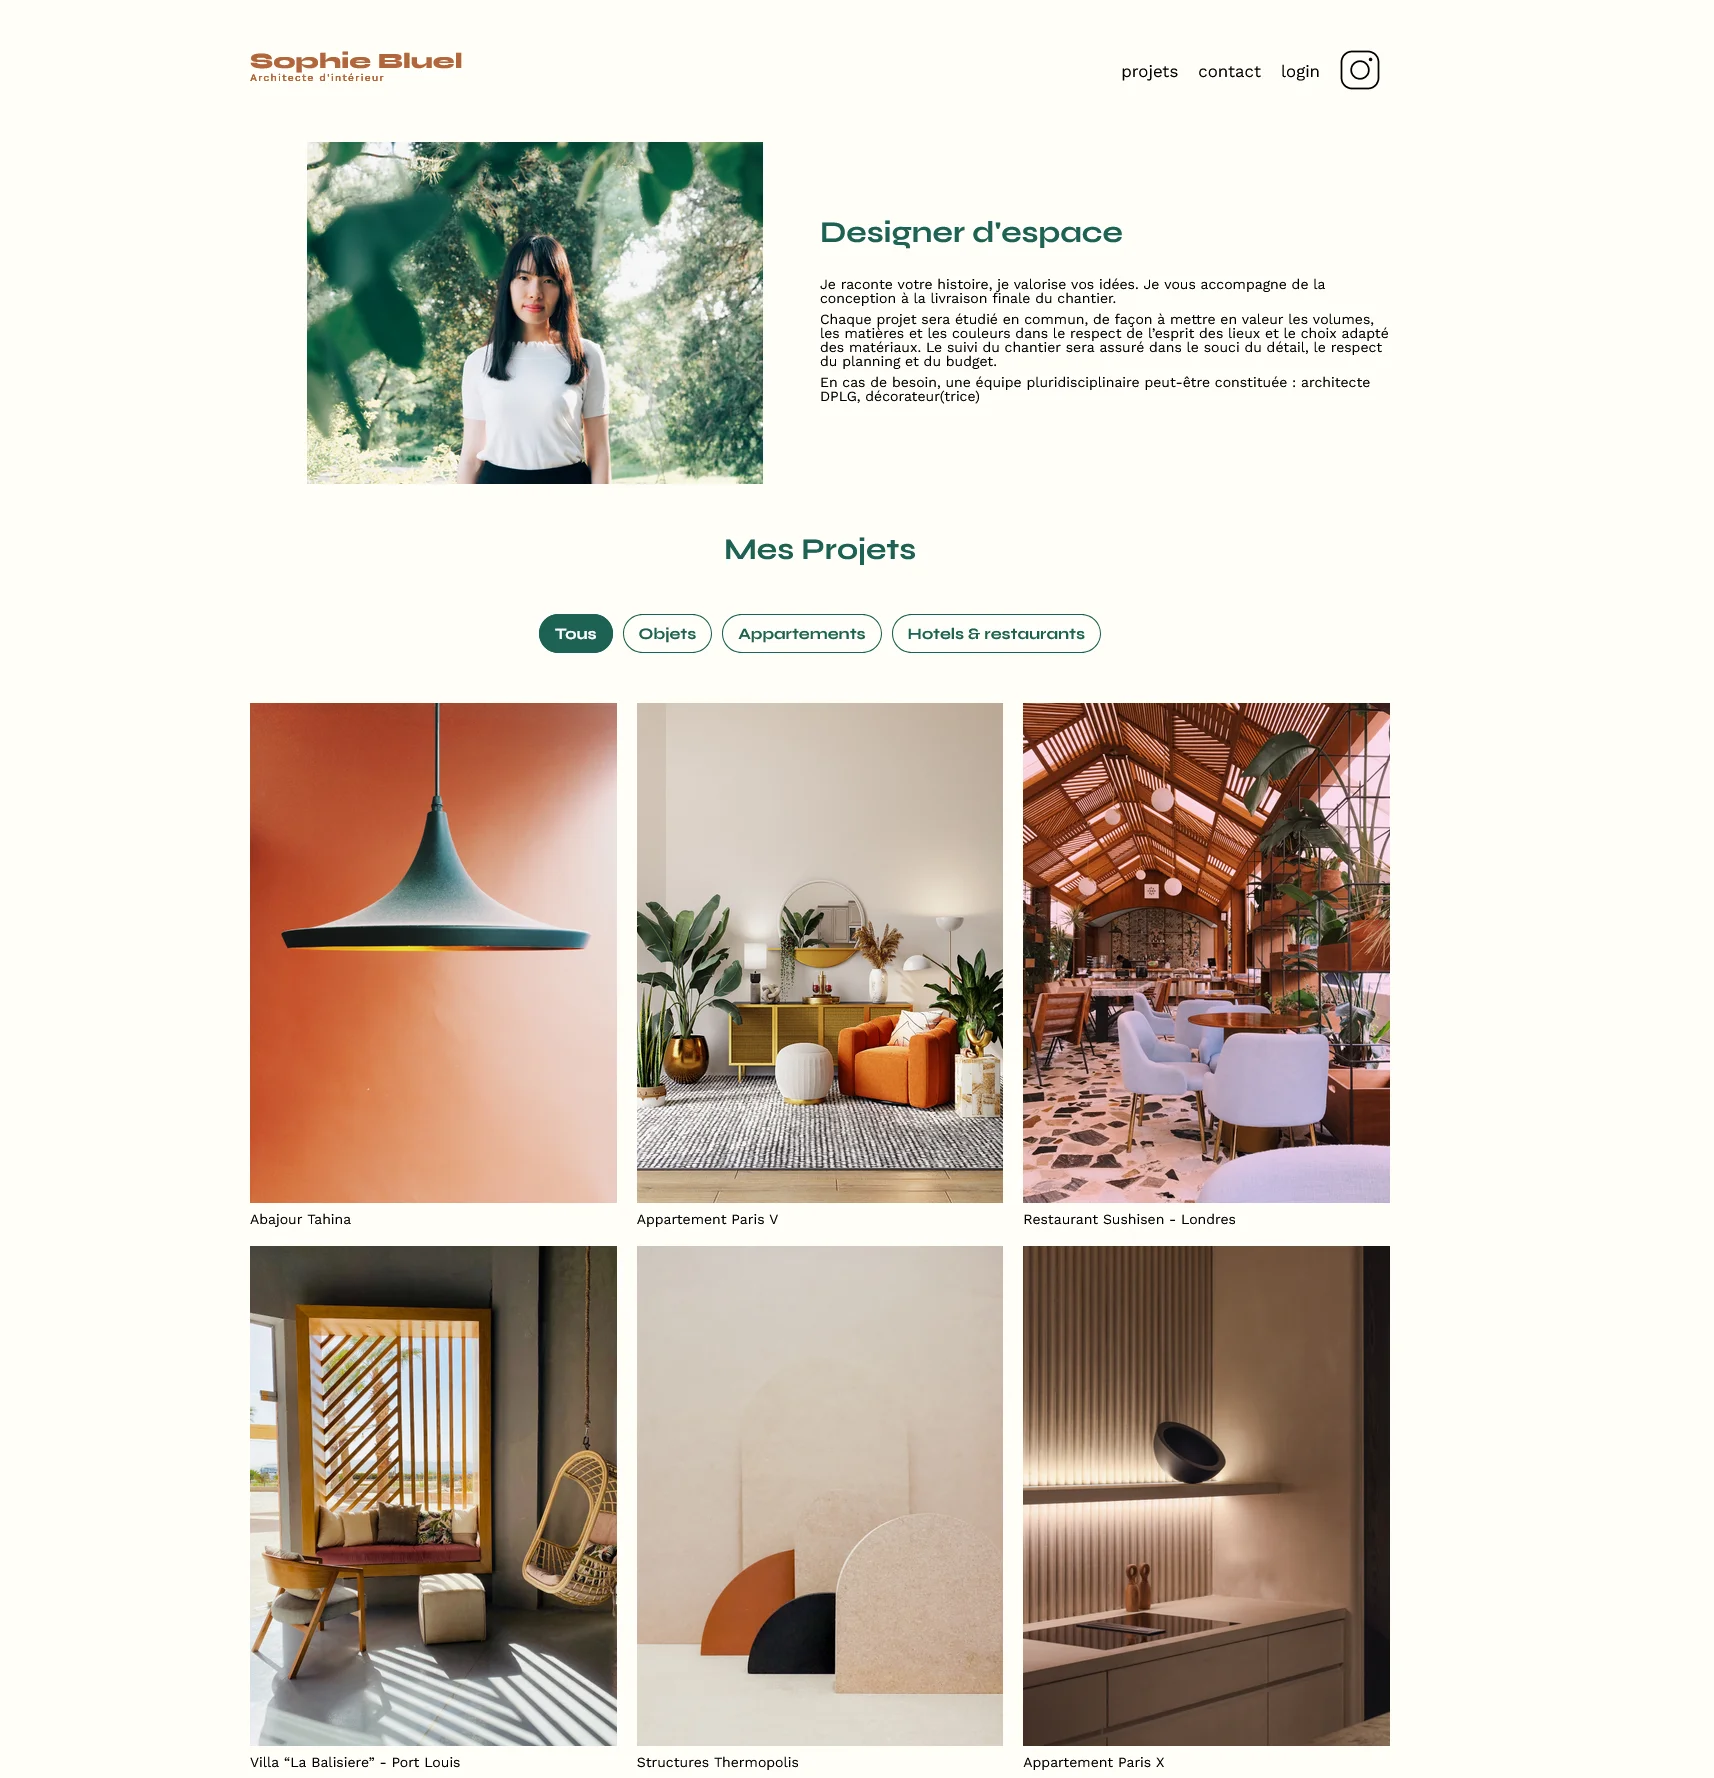 Sophie Bluel
Architecte d'intérieur
projets contact login
Designer d'espace
Je raconte votre histoire, je valorise vos idées. Je vous accompagne de la
conception à la livraison finale du chantier.
Chaque projet sera étudié en commun, de façon à mettre en valeur les volumes,
les matières et les couleurs dans le respect de l’esprit des lieux et le choix adapté
des matériaux. Le suivi du chantier sera assuré dans le souci du détail, le respect
du planning et du budget.
En cas de besoin, une équipe pluridisciplinaire peut-être constituée : architecte
DPLG, décorateur(trice)
Mes Projets
Tous Objets Appartements Hotels & restaurants
Abajour Tahina
Appartement Paris V
Restaurant Sushisen - Londres
Villa “La Balisiere” - Port Louis
Structures Thermopolis
Appartement Paris X